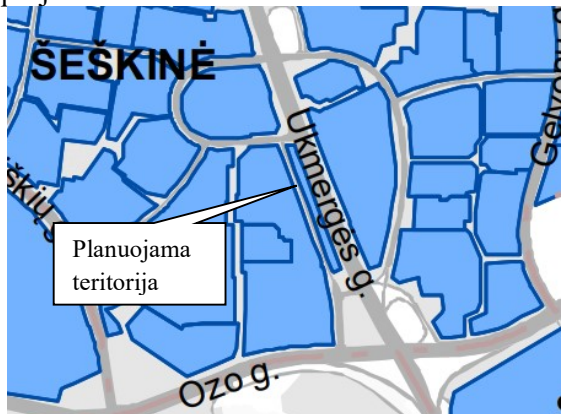 ŠEŠKINĖ
Ukmergės g.
Planuojama
teritorija
Ozo g.